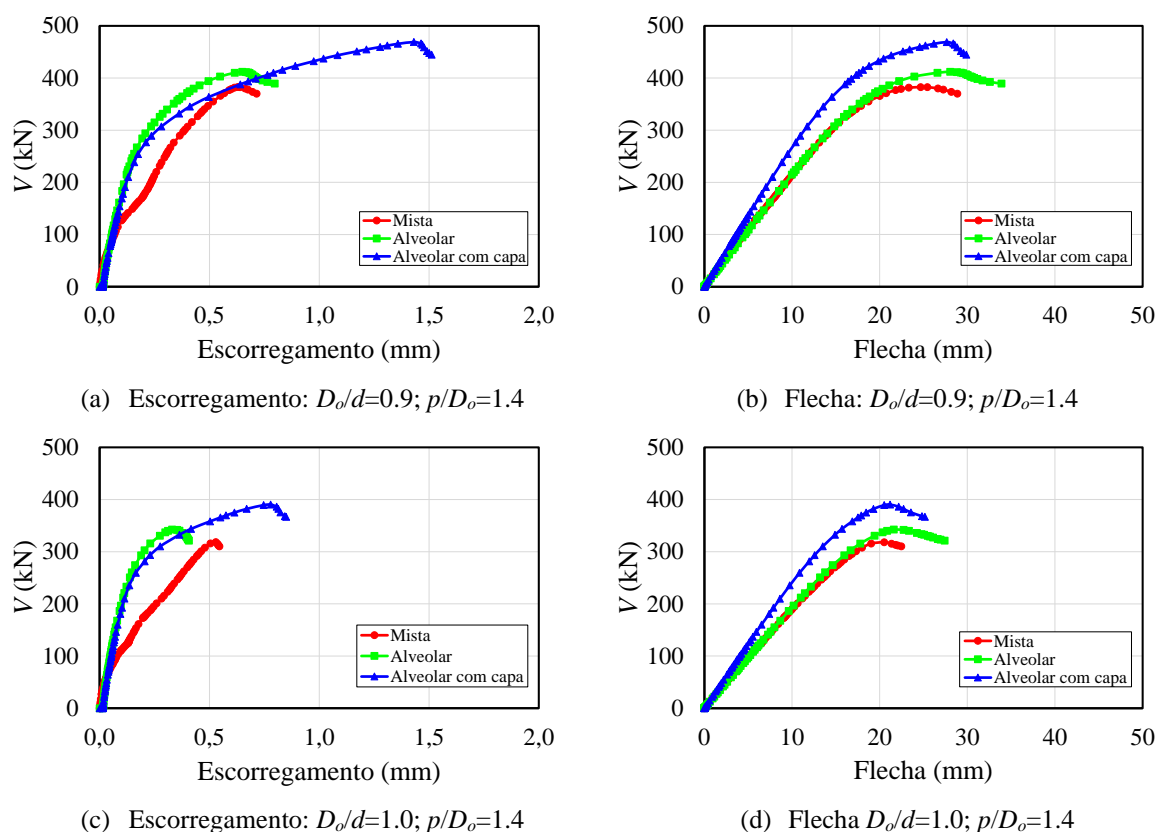 500
400
300
200
100
0
V (kN)
0,0 0,5 1,0 1,5 2,0
Escorregamento (mm)
Mista
Alveolar
Alveolar com capa
(a) Escorregamento: Do/d=0.9; p/Do=1.4
500
400
300
200
100
0
V (kN)
0 10 20 30 40 50
Flecha (mm)
Mista
Alveolar
Alveolar com capa
(b) Flecha: Do/d=0.9; p/Do=1.4
500
400
300
200
100
0
V (kN)
0,0 0,5 1,0 1,5 2,0
Escorregamento (mm)
Mista
Alveolar
Alveolar com capa
(c) Escorregamento: Do/d=1.0; p/Do=1.4
500
400
300
200
100
0
V (kN)
0 10 20 30 40 50
Flecha (mm)
Mista
Alveolar
Alveolar com capa
(d) Flecha Do/d=1.0; p/Do=1.4